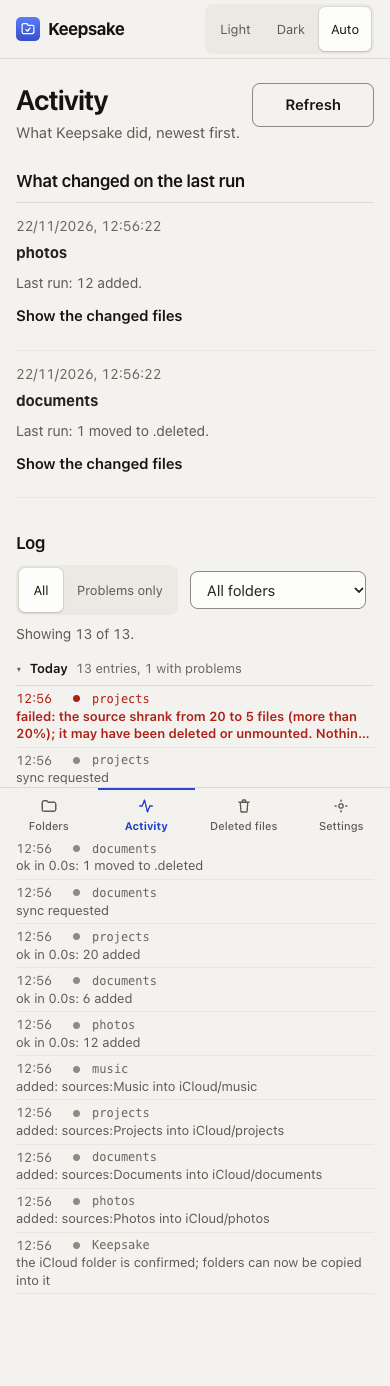 Keepsake
Light Dark Auto
Activity
Refresh
What Keepsake did, newest first.
What changed on the last run
22/11/2026, 12:56:22
photos
Last run: 12 added.
Show the changed files
22/11/2026, 12:56:22
documents
Last run: 1 moved to .deleted.
Show the changed files
Log
All Problems only All folders
Showing 13 of 13.
Today 13 entries, 1 with problems
12:56 projects
failed: the source shrank from 20 to 5 files (more than
20%); it may have been deleted or unmounted. Nothin...
12:56 projects
sync requested
Folders Activity Deleted files Settings
12:56 documents
ok in 0.0s: 1 moved to .deleted
12:56 documents
sync requested
12:56 projects
ok in 0.0s: 20 added
12:56 documents
ok in 0.0s: 6 added
12:56 photos
ok in 0.0s: 12 added
12:56 music
added: sources:Music into iCloud/music
12:56 projects
added: sources:Projects into iCloud/projects
12:56 documents
added: sources:Documents into iCloud/documents
12:56 photos
added: sources:Photos into iCloud/photos
12:56 Keepsake
the iCloud folder is confirmed; folders can now be copied
into it